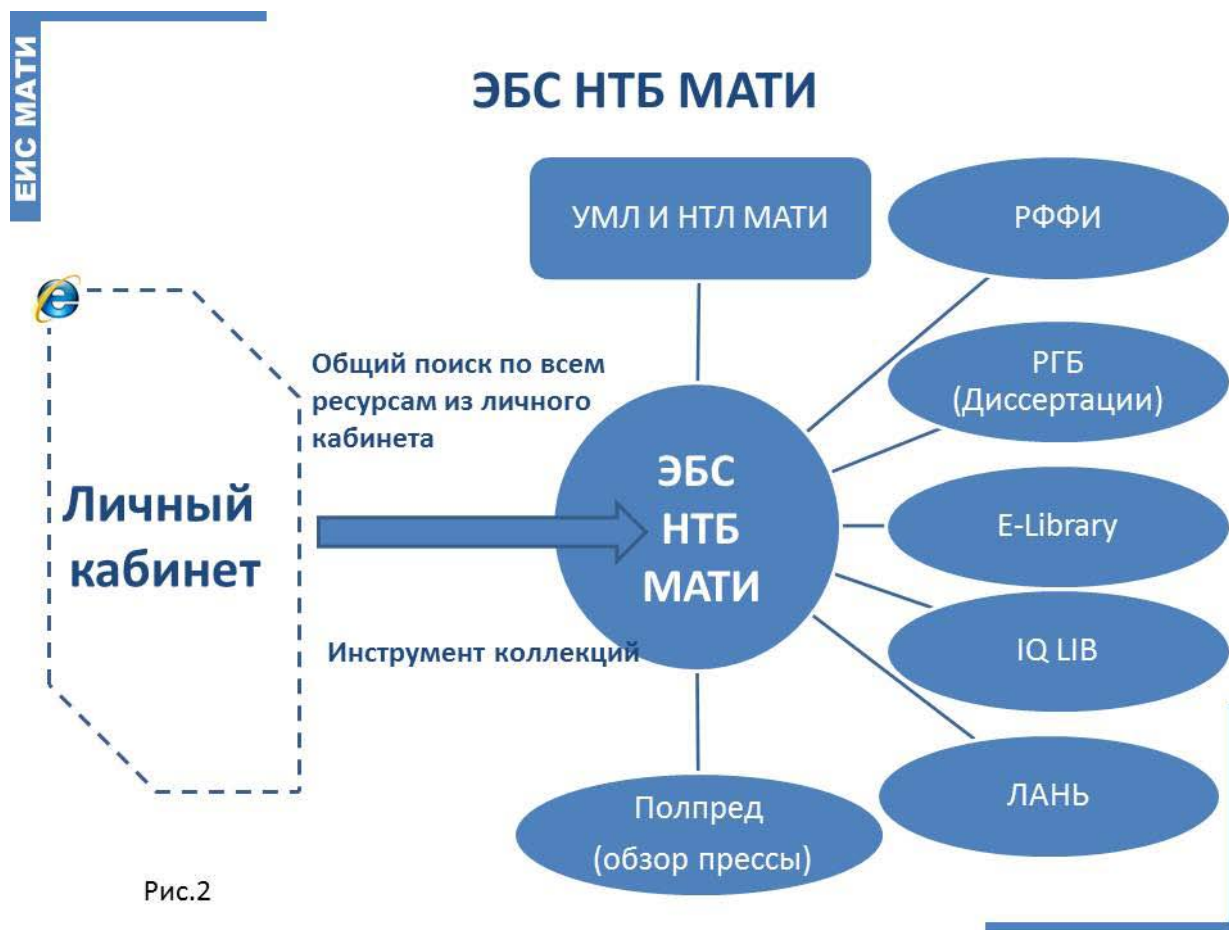 ЕИС МАТИ
ЭБС НТБ МАТИ
УМЛ И НТЛ МАТИ
РФФИ
Общий поиск по всем
ресурсам из личного
кабинета
РГБ
(Диссертации)
Личный
кабинет
ЭБС
НТБ
МАТИ
E-Library
Инструмент коллекций
IQ LIB
ЛАНЬ
Полпред
(обзор прессы)
Рис.2